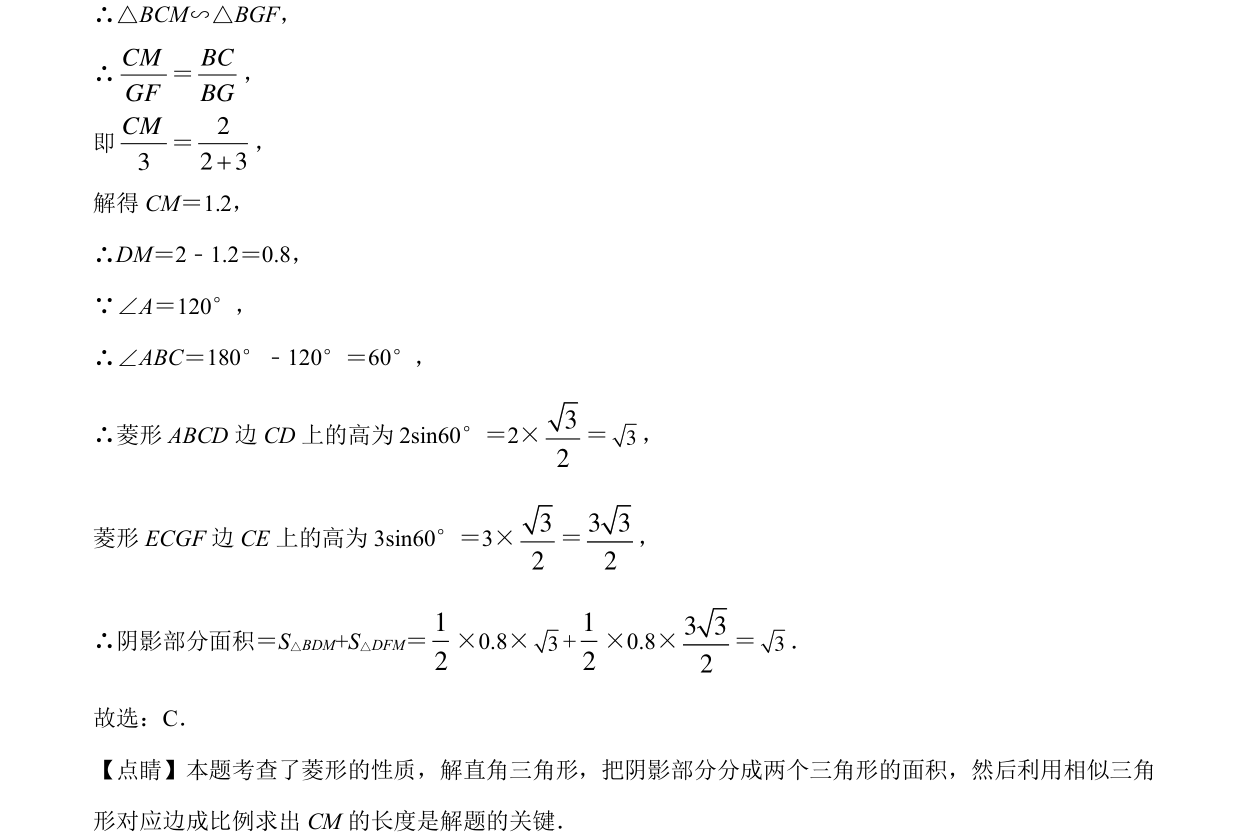 ∴△BCM∽△BGF，
∴CM/GF＝BC/BG，
即CM/3＝2/2+3，
解得 CM＝1.2，
∴DM＝2﹣1.2＝0.8，
∵∠A＝120°，
∴∠ABC＝180°﹣120°＝60°，
∴菱形 ABCD 边 CD 上的高为 2sin60°＝2×√3/2＝√3，
菱形 ECGF 边 CE 上的高为 3sin60°＝3×√3/2＝3√3/2，
∴阴影部分面积＝S△BDM+S△DFM＝1/2×0.8×√3+1/2×0.8×3√3/2＝√3．
故选：C．
【点睛】本题考查了菱形的性质，解直角三角形，把阴影部分分成两个三角形的面积，然后利用相似三角
形对应边成比例求出 CM 的长度是解题的关键．